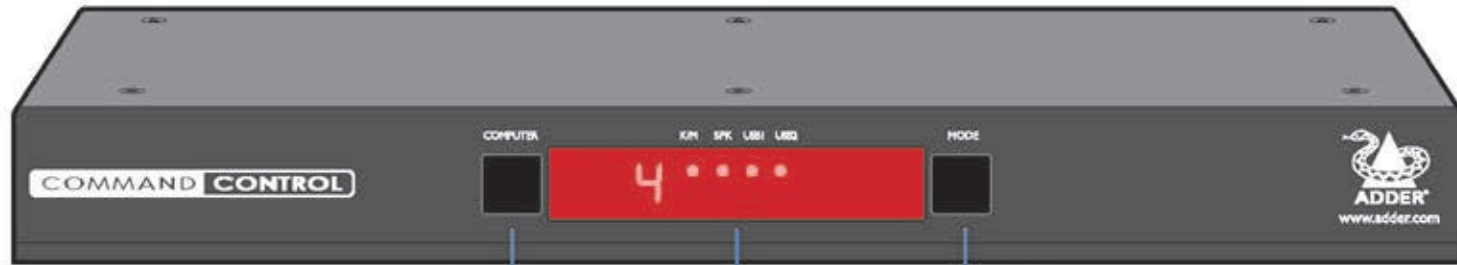 COMPUTER
K/M SPK USB1 USB2
MODE
COMMAND CONTROL
4
ADDER®
www.adder.com